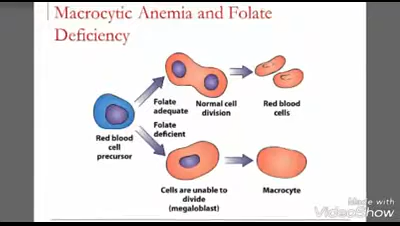 Macrocytic Anemia and Folate
Deficiency
Folate
adequate
Normal cell
division
Red blood
cells
Folate
deficient
Red blood
cell
precursor
Cells are unable to
divide
(megaloblast)
Macrocyte
Made with
VideoShow